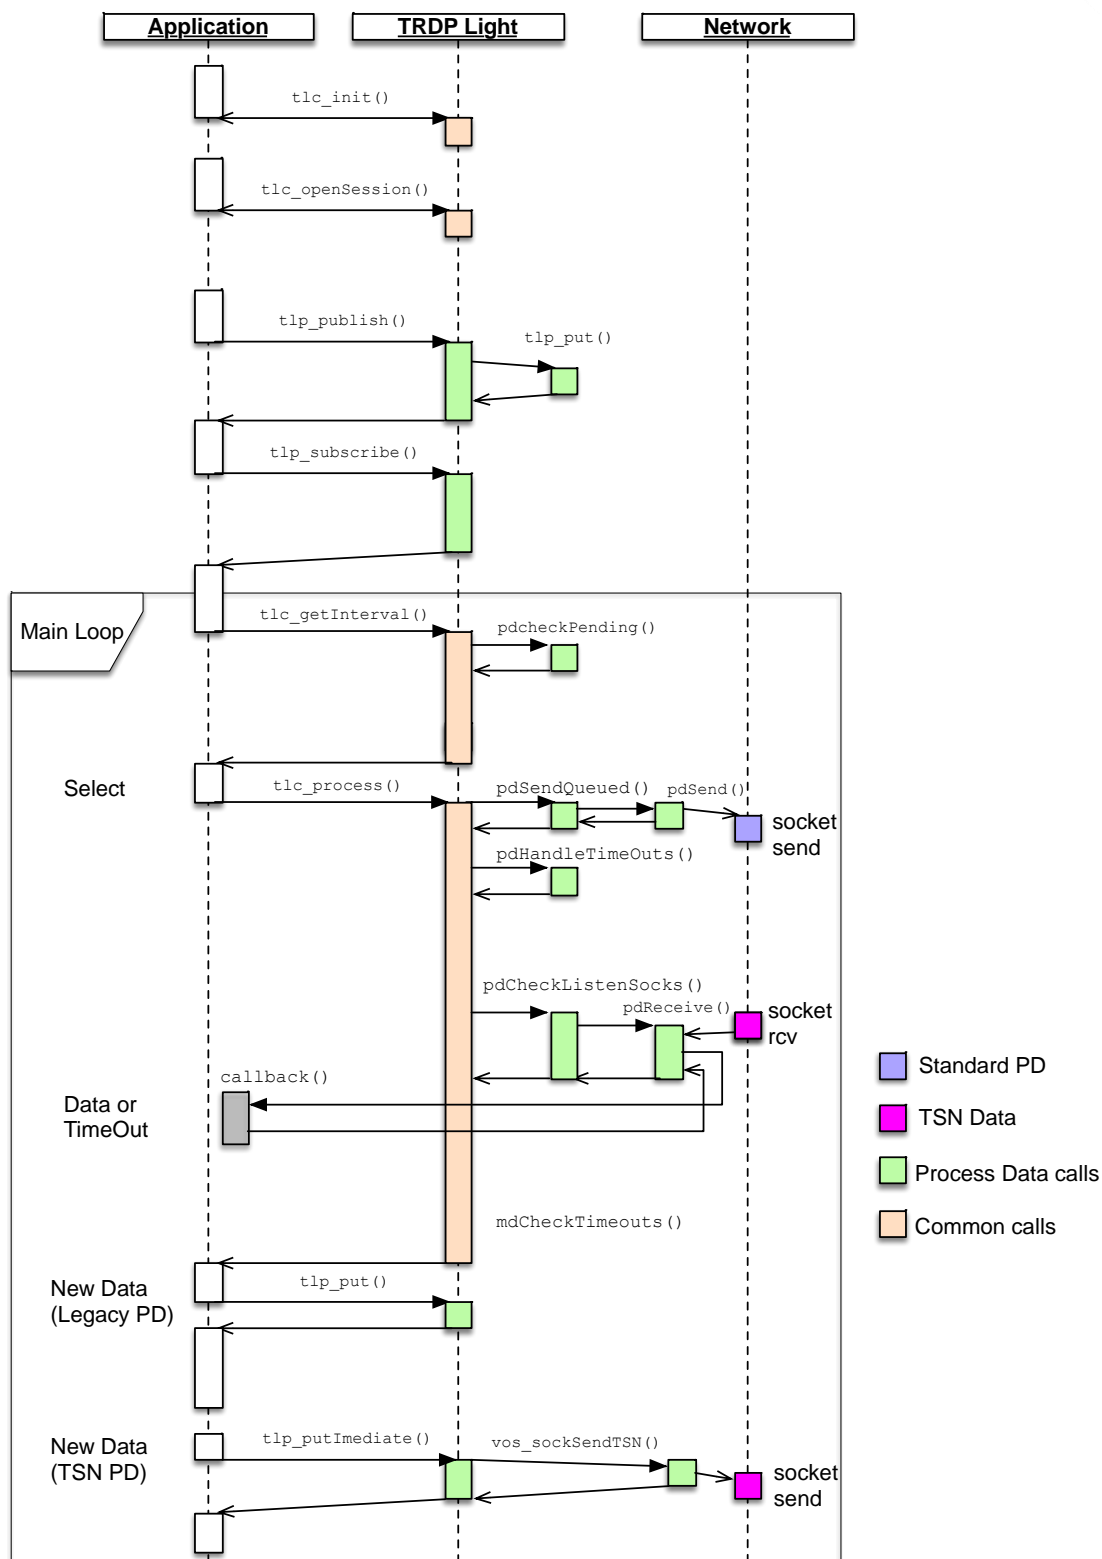 Application
TRDP Light
Network
tlc_init()
tlc_openSession()
tlp_publish()
tlp_put()
tlp_subscribe()
Main Loop
tlc_getInterval()
pdcheckPending()
Select
tlc_process()
pdSendQueued()
pdSend()
socket
send
pdHandleTimeOuts()
pdCheckListenSocks()
pdReceive()
socket
rcv
callback()
Data or
TimeOut
Standard PD
TSN Data
Process Data calls
Common calls
mdCheckTimeouts()
New Data
(Legacy PD)
tlp_put()
New Data
(TSN PD)
tlp_putImediate()
vos_sockSendTSN()
socket
send